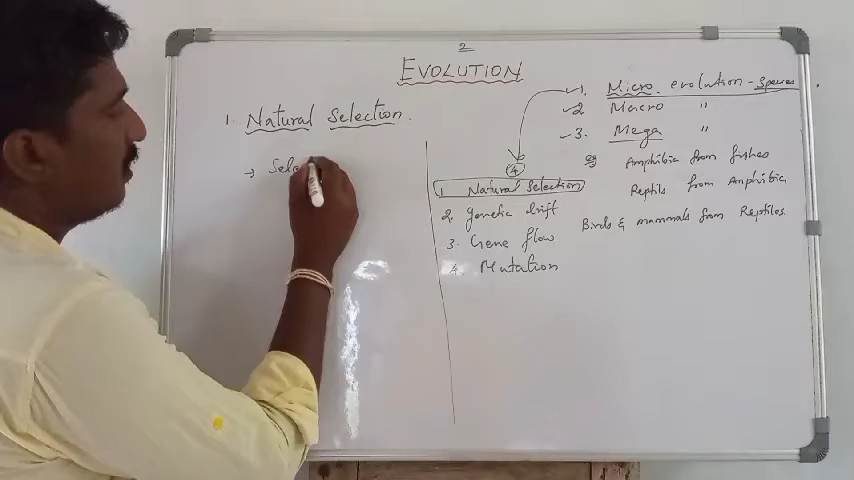 2
EVOLUTION
1. Natural Selection.
→ Sele
1. Micro evolution - Species
2. Macro "
3. Mega "
eg Amphibia from fishes
Reptils from Amphibia
Birds & mammals from Reptiles.
4
1 Natural Selection
2. genetic drift
3. Gene flow
4. Mutation